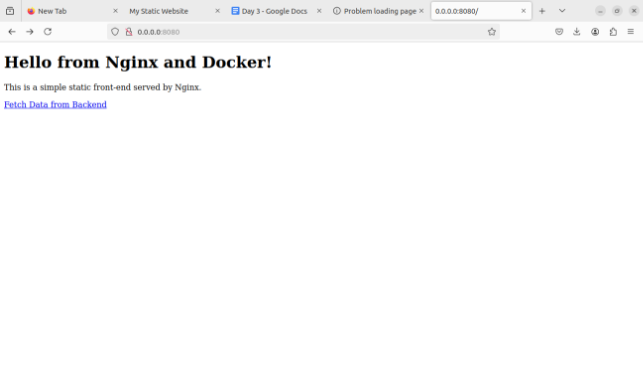 New Tab
My Static Website
Day 3 - Google Docs
Problem loading page
0.0.0.0:8080/
0.0.0.0:8080
Hello from Nginx and Docker!
This is a simple static front-end served by Nginx.
Fetch Data from Backend